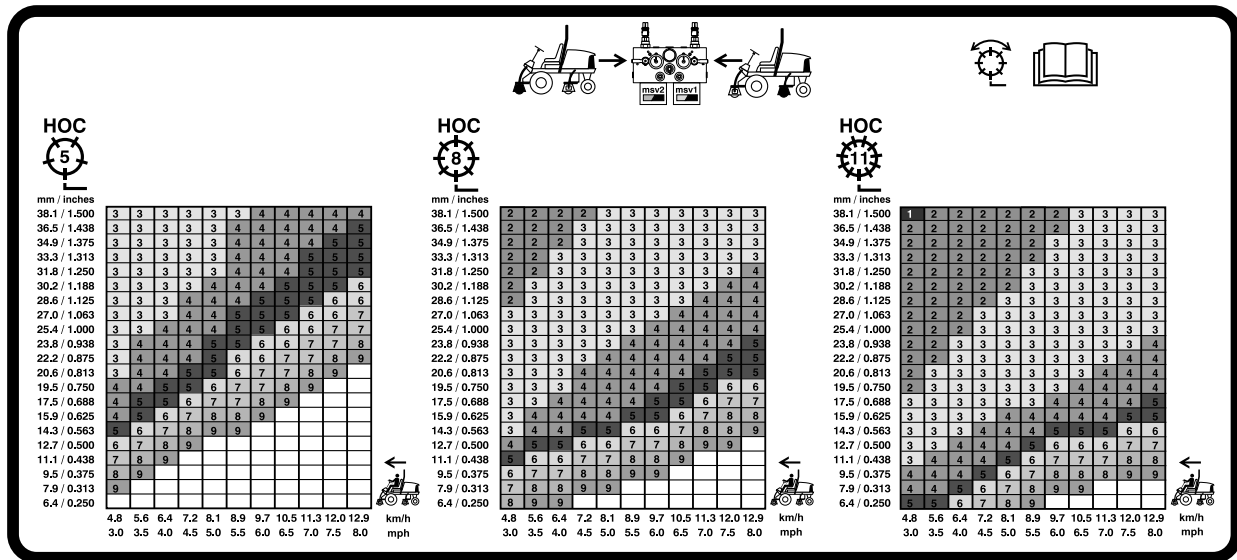 msv2 msv1
HOC
5
mm / inches
38.1 / 1.500 3 3 3 3 3 3 4 4 4 4 4
36.5 / 1.438 3 3 3 3 3 4 4 4 4 4 5
34.9 / 1.375 3 3 3 3 3 4 4 4 4 5 5
33.3 / 1.313 3 3 3 3 3 4 4 4 5 5 5
31.8 / 1.250 3 3 3 3 4 4 4 4 5 5 5
30.2 / 1.188 3 3 3 3 4 4 4 5 5 5 6
28.6 / 1.125 3 3 3 4 4 4 5 5 5 6 6
27.0 / 1.063 3 3 3 4 4 5 5 5 6 6 7
25.4 / 1.000 3 3 4 4 4 5 5 6 6 7 7
23.8 / 0.938 3 4 4 4 5 5 6 6 7 7 8
22.2 / 0.875 3 4 4 4 5 6 6 7 7 8 9
20.6 / 0.813 3 4 4 4 5 6 7 7 8 9
19.5 / 0.750 4 4 5 5 6 7 7 8 9
17.5 / 0.688 4 5 5 6 7 7 8 9
15.9 / 0.625 4 5 6 7 8 8 9
14.3 / 0.563 5 6 7 8 9 9
12.7 / 0.500 6 7 8 9
11.1 / 0.438 7 8 9
9.5 / 0.375 8 9
7.9 / 0.313 9
6.4 / 0.250
4.8 5.6 6.4 7.2 8.1 8.9 9.7 10.5 11.3 12.0 12.9 km/h
3.0 3.5 4.0 4.5 5.0 5.5 6.0 6.5 7.0 7.5 8.0 mph
HOC
8
mm / inches
38.1 / 1.500 2 2 2 2 3 3 3 3 3 3 3
36.5 / 1.438 2 2 2 3 3 3 3 3 3 3 3
34.9 / 1.375 2 2 2 3 3 3 3 3 3 3 3
33.3 / 1.313 2 2 3 3 3 3 3 3 3 3 3
31.8 / 1.250 2 2 3 3 3 3 3 3 3 3 4
30.2 / 1.188 2 3 3 3 3 3 3 3 3 4 4
28.6 / 1.125 2 3 3 3 3 3 3 3 4 4 4
27.0 / 1.063 3 3 3 3 3 3 3 3 4 4 4
25.4 / 1.000 3 3 3 3 3 3 4 4 4 4 4
23.8 / 0.938 3 3 3 3 3 4 4 4 4 4 5
22.2 / 0.875 3 3 3 4 4 4 4 4 4 5 5
20.6 / 0.813 3 3 3 4 4 4 4 4 5 5 5
19.5 / 0.750 3 3 3 4 4 4 4 5 5 6 6
17.5 / 0.688 3 3 4 4 4 4 5 5 6 7 7
15.9 / 0.625 3 4 4 4 4 5 5 6 7 8 8
14.3 / 0.563 3 4 4 5 5 6 6 7 8 8 9
12.7 / 0.500 4 5 5 6 6 7 7 8 9 9
11.1 / 0.438 5 6 6 7 7 8 8 9
9.5 / 0.375 6 7 7 8 8 9 9
7.9 / 0.313 7 8 8 9 9
6.4 / 0.250 8 9 9
4.8 5.6 6.4 7.2 8.1 8.9 9.7 10.5 11.3 12.0 12.9 km/h
3.0 3.5 4.0 4.5 5.0 5.5 6.0 6.5 7.0 7.5 8.0 mph
HOC
11
mm / inches
38.1 / 1.500 1 2 2 2 2 2 2 3 3 3 3
36.5 / 1.438 2 2 2 2 2 2 2 3 3 3 3
34.9 / 1.375 2 2 2 2 2 2 3 3 3 3 3
33.3 / 1.313 2 2 2 2 2 2 3 3 3 3 3
31.8 / 1.250 2 2 2 2 2 3 3 3 3 3 3
30.2 / 1.188 2 2 2 2 2 3 3 3 3 3 3
28.6 / 1.125 2 2 2 2 3 3 3 3 3 3 3
27.0 / 1.063 2 2 2 3 3 3 3 3 3 3 3
25.4 / 1.000 2 2 2 3 3 3 3 3 3 3 3
23.8 / 0.938 2 2 3 3 3 3 3 3 3 3 4
22.2 / 0.875 2 3 3 3 3 3 3 3 3 4 4
20.6 / 0.813 2 3 3 3 3 3 3 3 4 4 4
19.5 / 0.750 2 3 3 3 3 3 3 4 4 4 4
17.5 / 0.688 3 3 3 3 3 3 4 4 4 4 5
15.9 / 0.625 3 3 3 3 4 4 4 4 4 5 5
14.3 / 0.563 3 3 3 4 4 4 5 5 5 6 6
12.7 / 0.500 3 3 4 4 4 5 6 6 6 7 7
11.1 / 0.438 3 4 4 4 5 6 6 7 7 8 8
9.5 / 0.375 4 4 4 5 6 7 7 8 8 9 9
7.9 / 0.313 4 4 5 6 7 8 9 9
6.4 / 0.250 5 5 6 7 8 9
4.8 5.6 6.4 7.2 8.1 8.9 9.7 10.5 11.3 12.0 12.9 km/h
3.0 3.5 4.0 4.5 5.0 5.5 6.0 6.5 7.0 7.5 8.0 mph